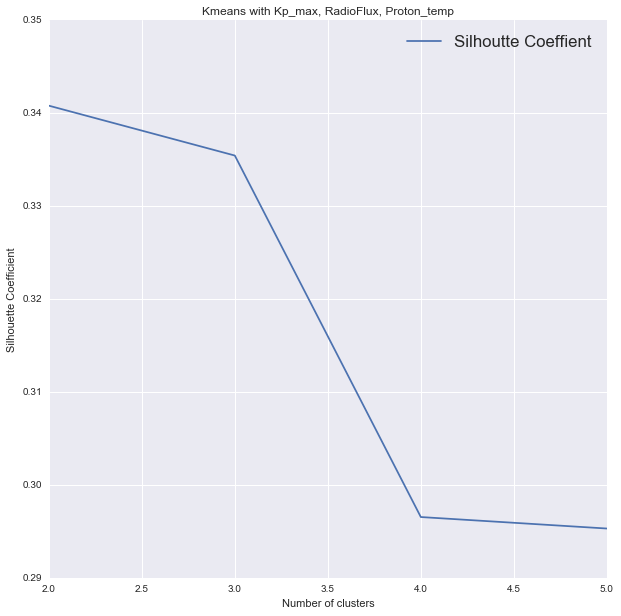 Kmeans with Kp_max, RadioFlux, Proton_temp
Silhoutte Coeffient
0.35
0.34
0.33
0.32
0.31
0.30
0.29
Silhouette Coefficient
2.0 2.5 3.0 3.5 4.0 4.5 5.0
Number of clusters